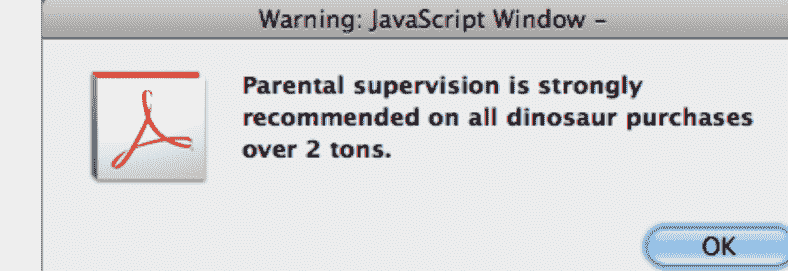 Warning: JavaScript Window –
Parental supervision is strongly
recommended on all dinosaur purchases
over 2 tons.
OK